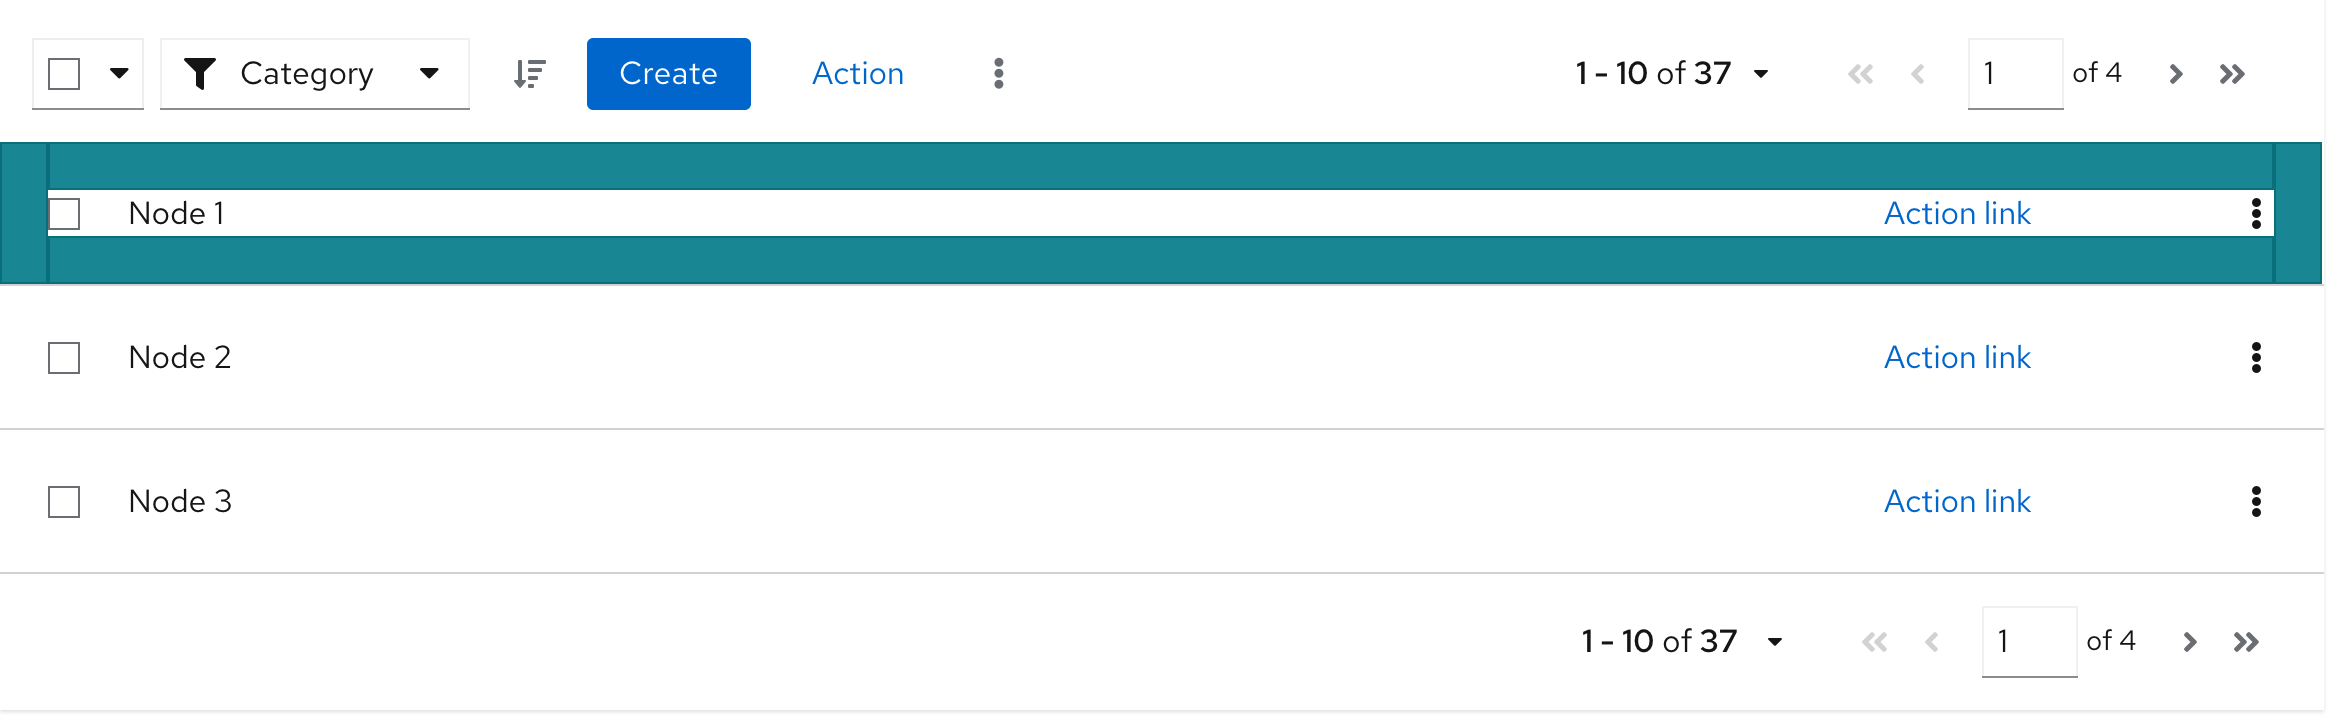 Category Create Action 1 - 10 of 37 1 of 4
Node 1 Action link
Node 2 Action link
Node 3 Action link
1 - 10 of 37 1 of 4